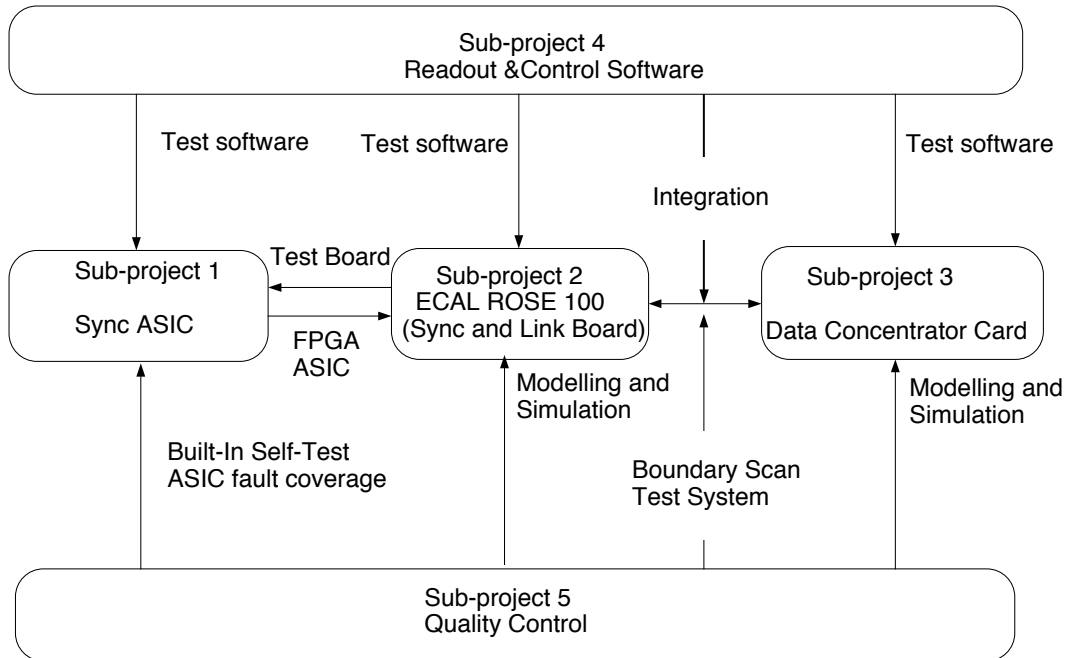 Sub-project 4
Readout &Control Software
Test software
Test software
Test software
Integration
Sub-project 1
Sync ASIC
Test Board
FPGA
ASIC
Sub-project 2
ECAL ROSE 100
(Sync and Link Board)
Sub-project 3
Data Concentrator Card
Modelling and
Simulation
Modelling and
Simulation
Built-In Self-Test
ASIC fault coverage
Boundary Scan
Test System
Sub-project 5
Quality Control